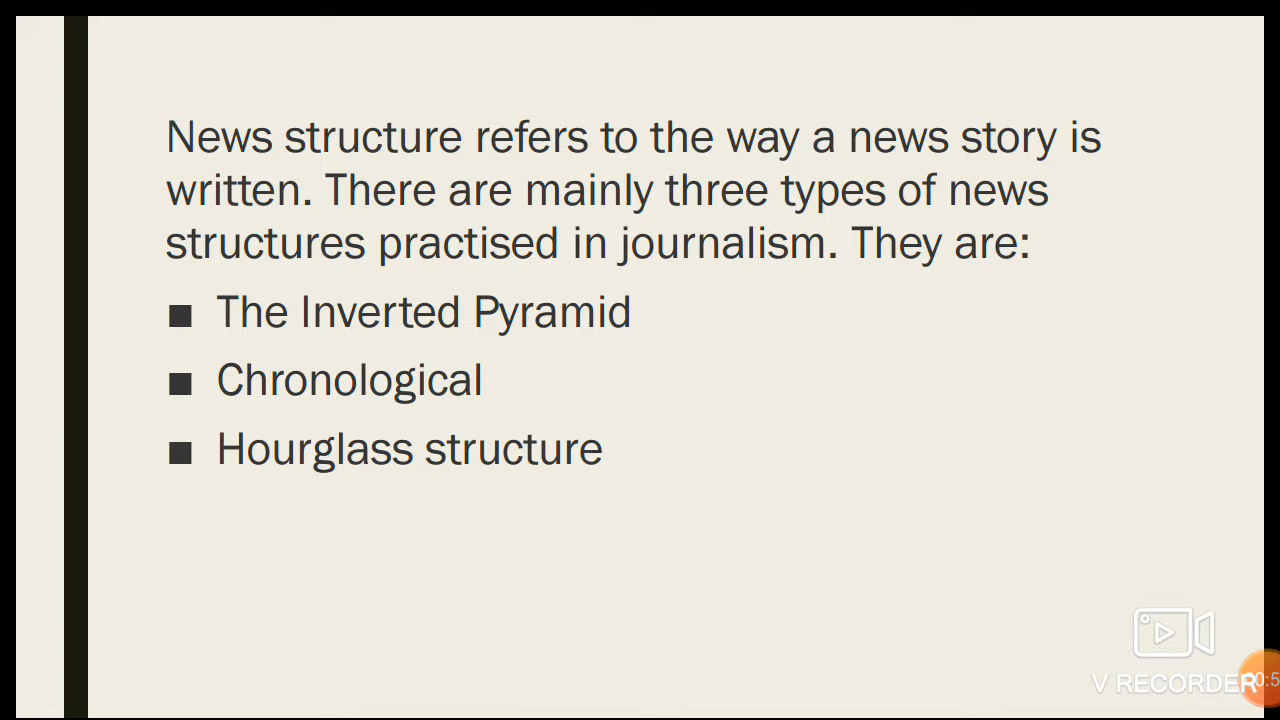 News structure refers to the way a news story is
written. There are mainly three types of news
structures practised in journalism. They are:
■ The Inverted Pyramid
■ Chronological
■ Hourglass structure
V RECORDER